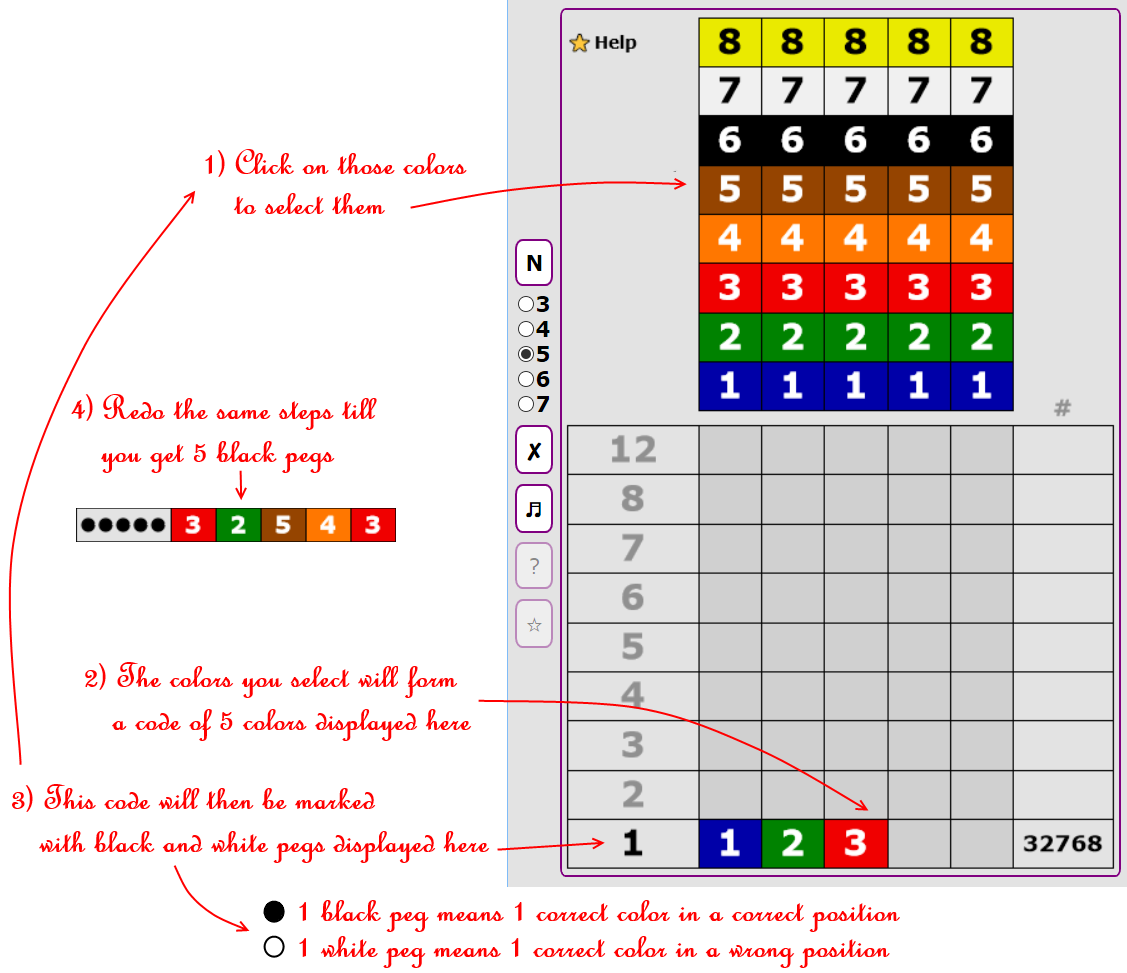 Help
8 8 8 8 8
7 7 7 7 7
6 6 6 6 6
5 5 5 5 5
4 4 4 4 4
3 3 3 3 3
2 2 2 2 2
1 1 1 1 1
#
1) Click on those colors
to select them
N
3
4
5
6
7
✗
♬
?
☆
4) Redo the same steps till
you get 5 black pegs
3 2 5 4 3
12
8
7
6
5
4
3
2
1 1 2 3 32768
2) The colors you select will form
a code of 5 colors displayed here
3) This code will then be marked
with black and white pegs displayed here
1 black peg means 1 correct color in a correct position
1 white peg means 1 correct color in a wrong position